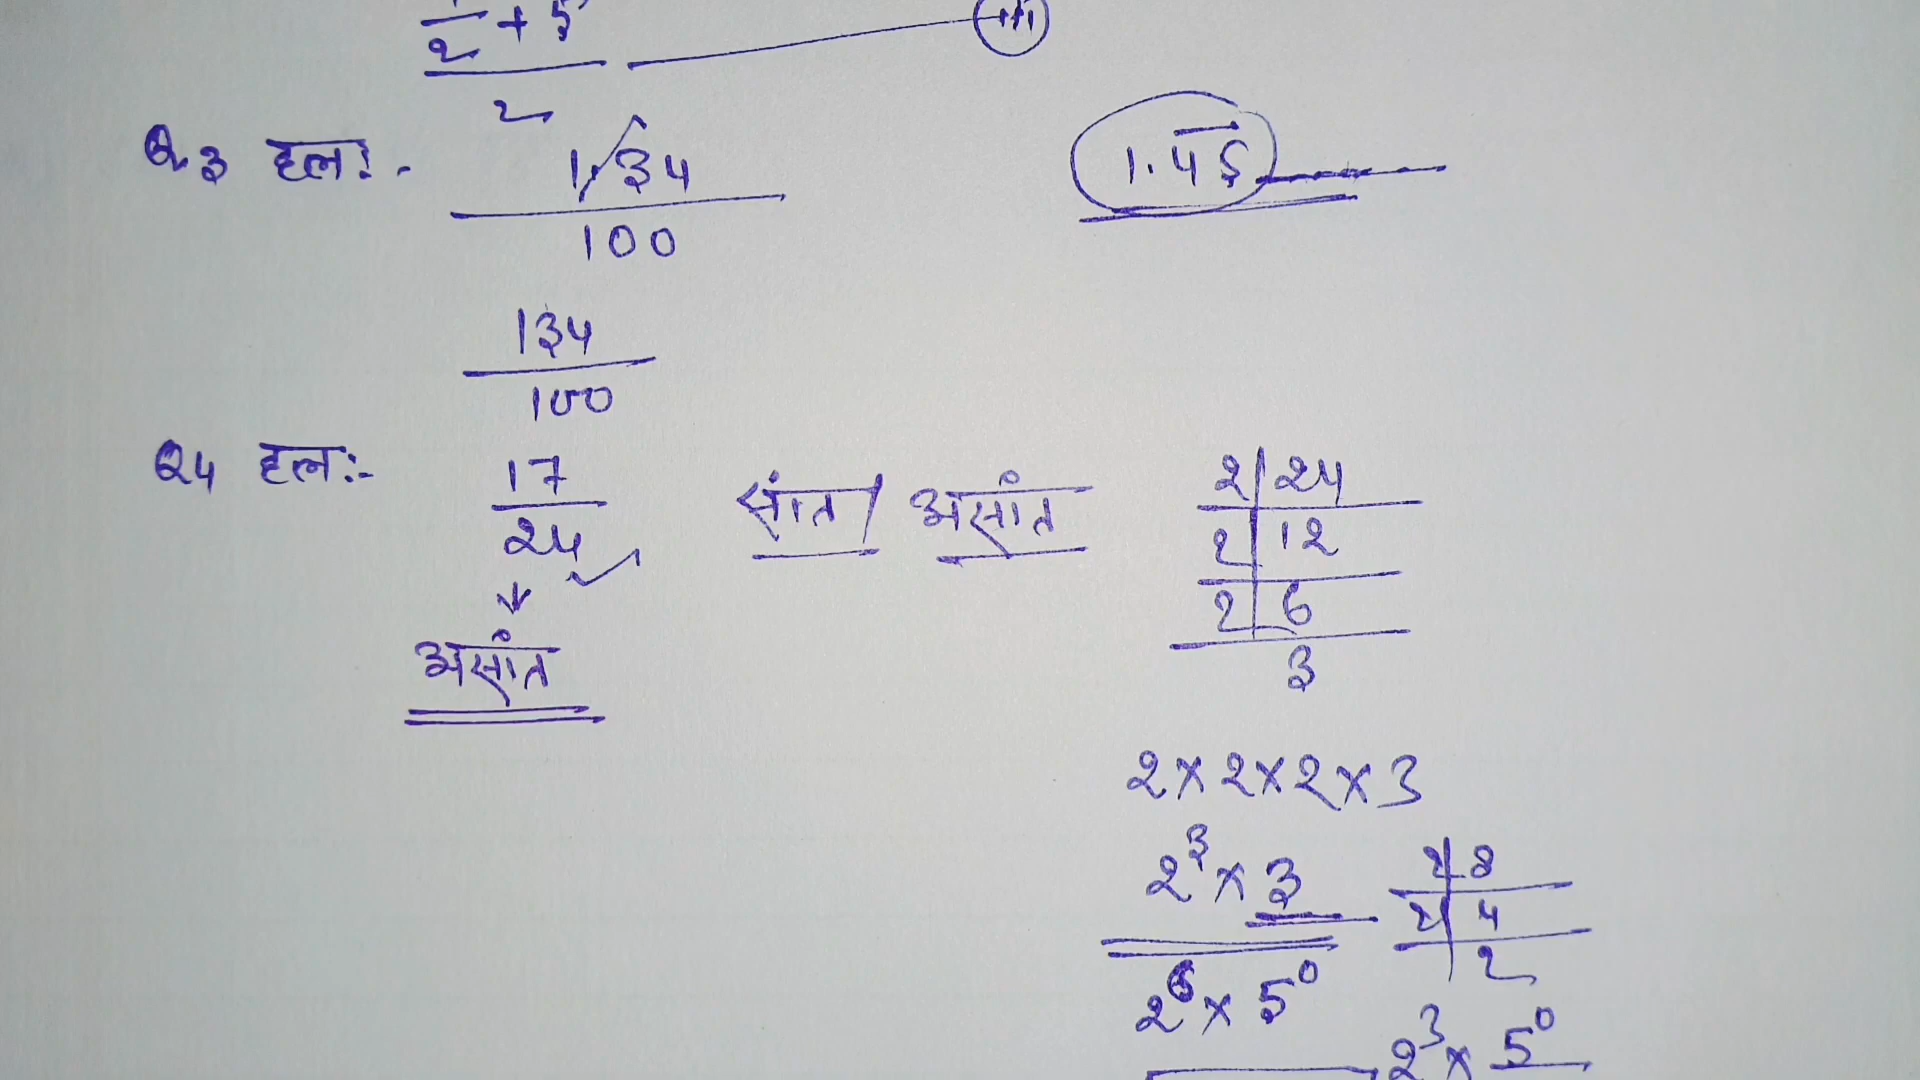 /2 + 5
2
Q3 हलः- 1.34/100
1.45
134/100
Q4 हलः- 17/24 सांत / असांत
असांत
2 | 24
2 | 12
2 | 6
3
2×2×2×3
2³×3
2 | 8
2 | 4
2
2⁶×5⁰
2³×5⁰